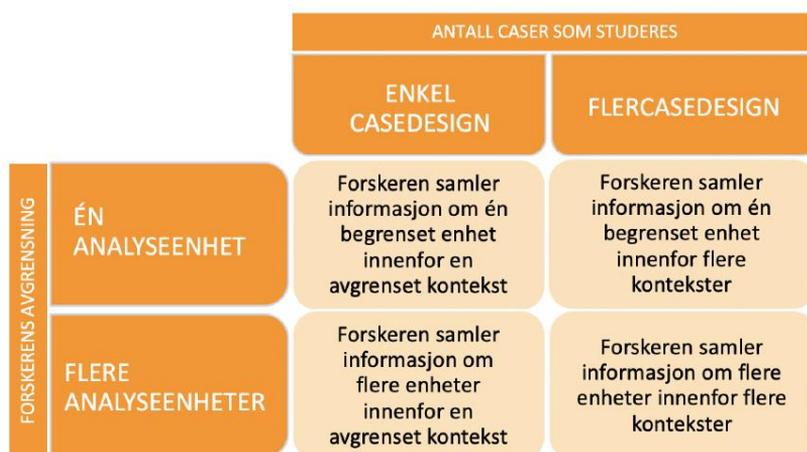 ANTALL CASER SOM STUDERES
ENKEL
CASEDESIGN
FLERCASEDESIGN
FORSKERENS AVGRENSNING
ÉN
ANALYSEENHET
Forskeren samler
informasjon om én
begrenset enhet
innenfor en
avgrenset kontekst
Forskeren samler
informasjon om én
begrenset enhet
innenfor flere
kontekster
FLERE
ANALYSEENHETER
Forskeren samler
informasjon om
flere enheter
innenfor en
avgrenset kontekst
Forskeren samler
informasjon om flere
enheter innenfor flere
kontekster